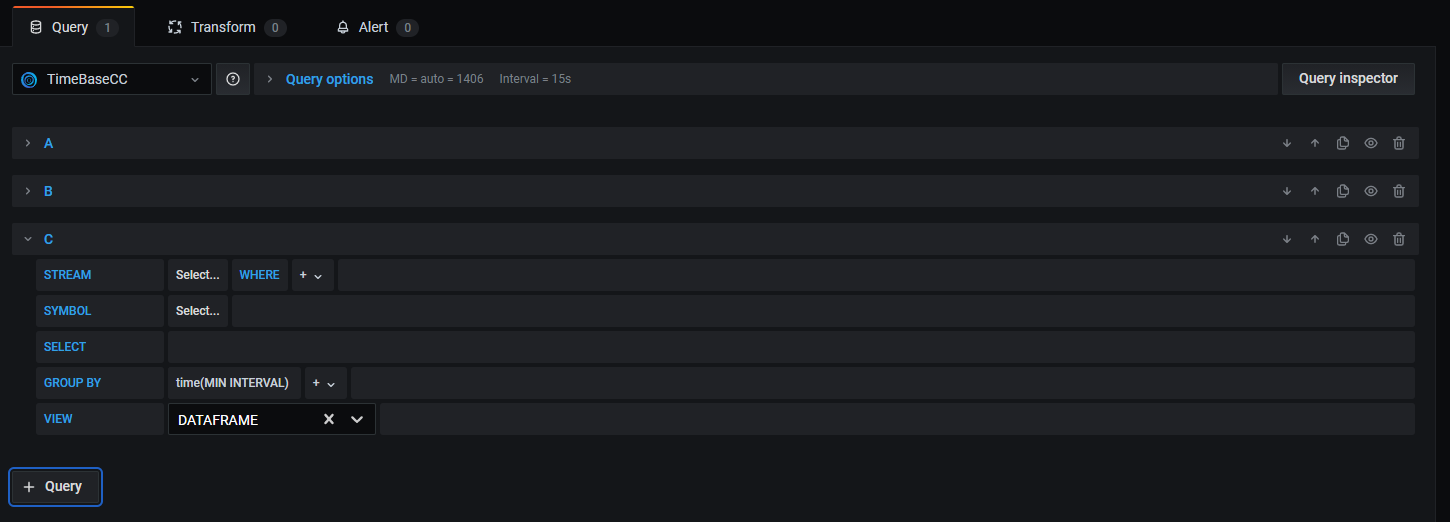 Query 1 Transform 0 Alert 0
TimeBaseCC Query options MD = auto = 1406 Interval = 15s Query inspector
A
B
C
STREAM Select... WHERE +
SYMBOL Select...
SELECT
GROUP BY time(MIN INTERVAL) +
VIEW DATAFRAME
+ Query